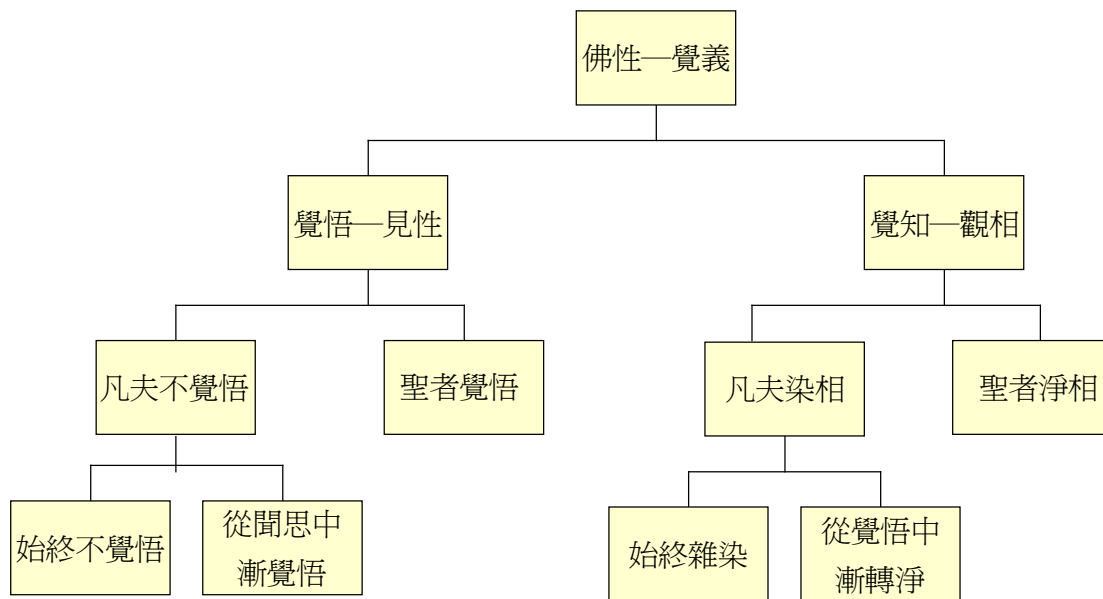 佛性─覺義
覺悟─見性
覺知─觀相
凡夫不覺悟
聖者覺悟
凡夫染相
聖者淨相
始終不覺悟
從聞思中
漸覺悟
始終雜染
從覺悟中
漸轉淨